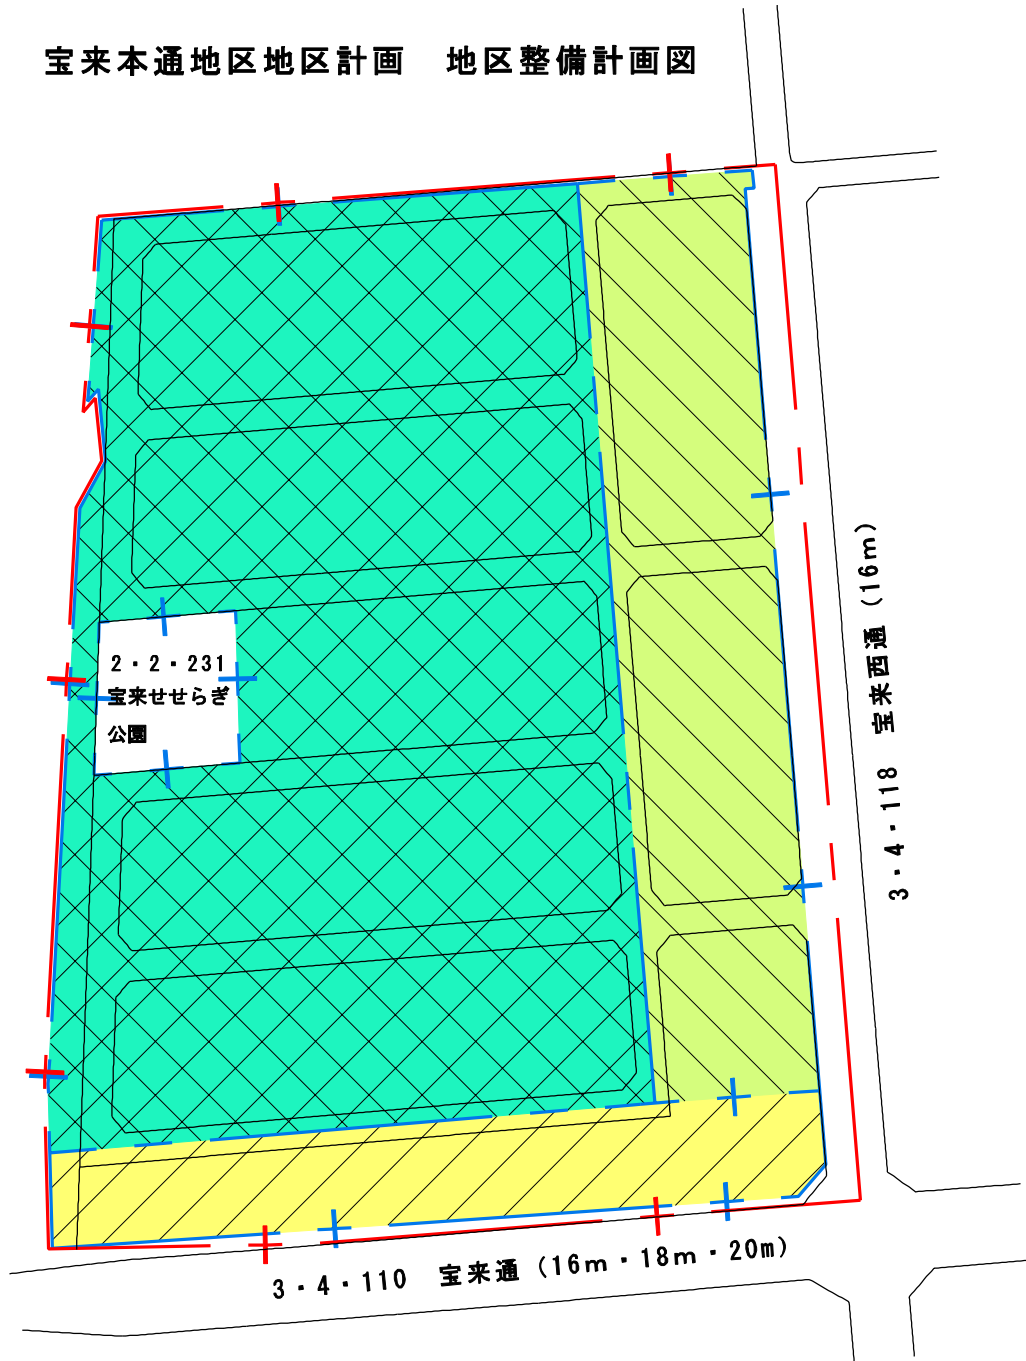 宝来本通地区地区計画　地区整備計画図
2・2・231
宝来せせらぎ
公園
3・4・118　宝来西通（16m）
3・4・110　宝来通（16m・18m・20m）